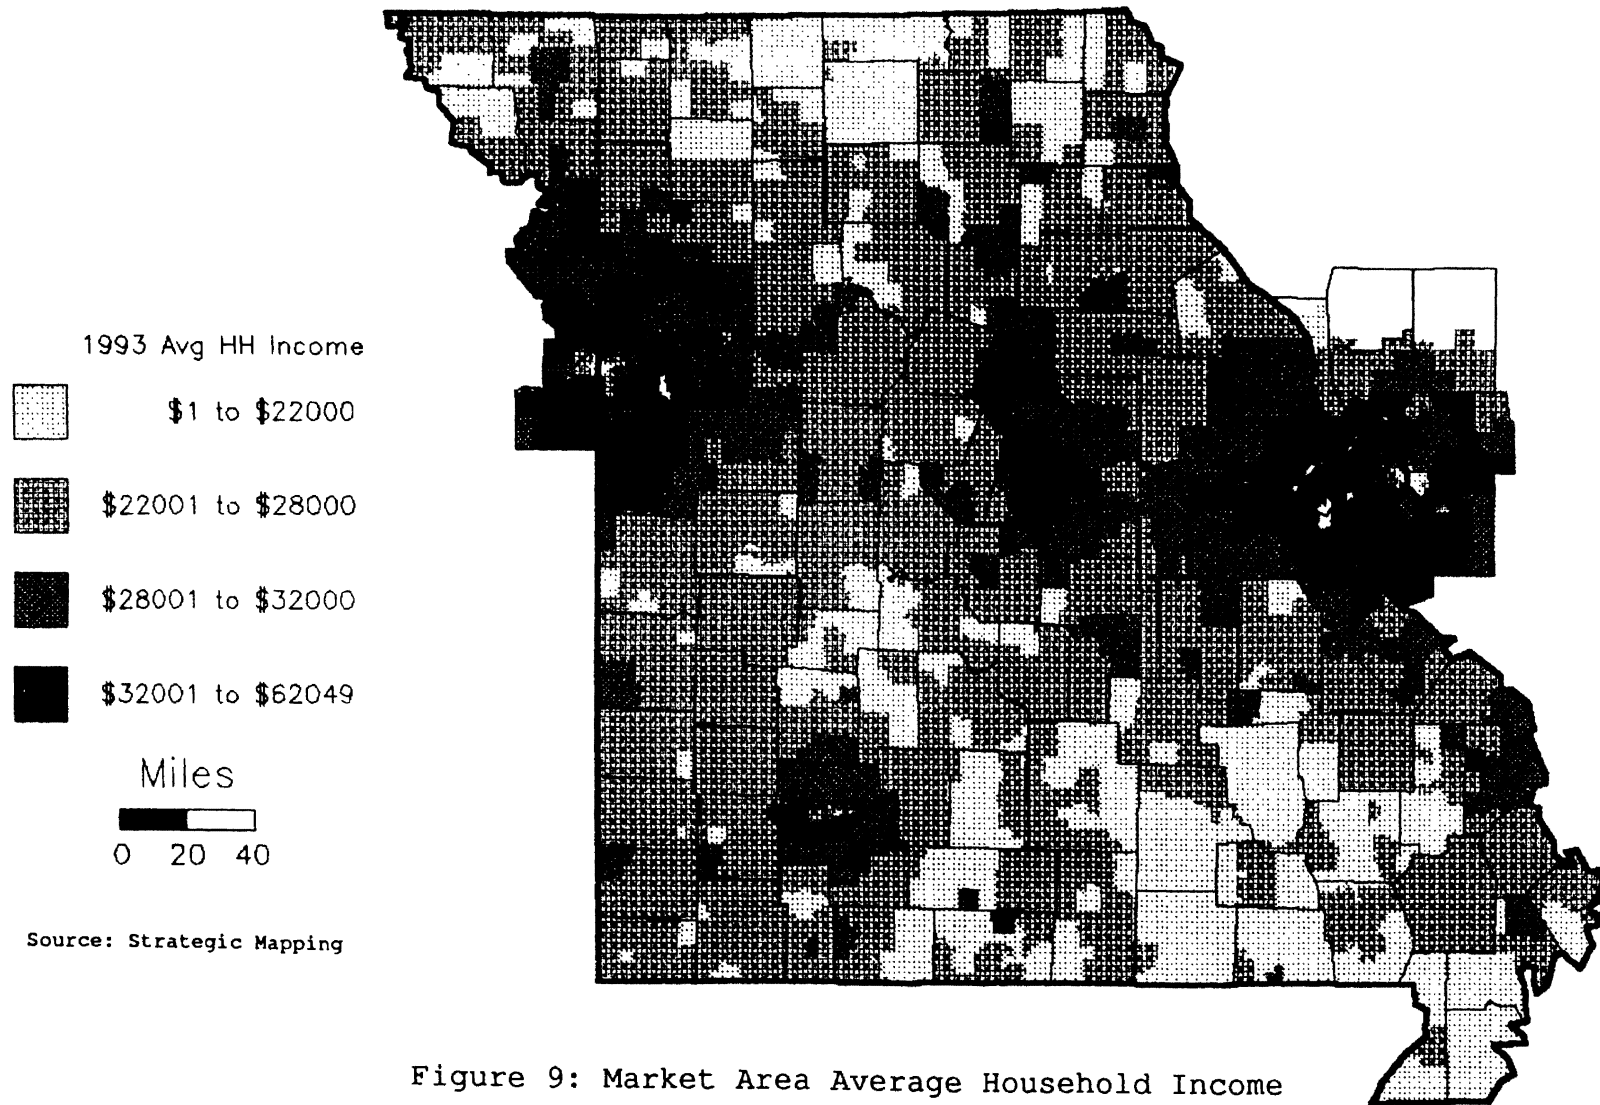 1993 Avg HH Income
$1 to $22000
$22001 to $28000
$28001 to $32000
$32001 to $62049
Miles
0 20 40
Source: Strategic Mapping
Figure 9: Market Area Average Household Income